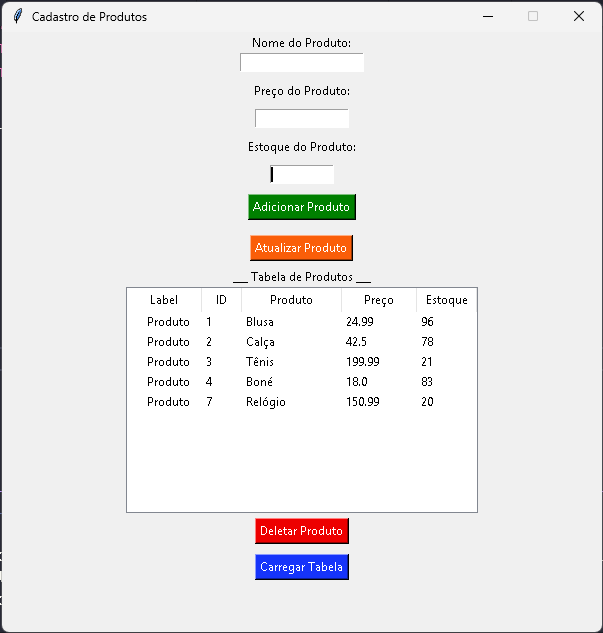 Cadastro de Produtos
Nome do Produto:
Preço do Produto:
Estoque do Produto:
Adicionar Produto
Atualizar Produto
__ Tabela de Produtos __
Label ID Produto Preço Estoque
Produto 1 Blusa 24.99 96
Produto 2 Calça 42.5 78
Produto 3 Tênis 199.99 21
Produto 4 Boné 18.0 83
Produto 7 Relógio 150.99 20
Deletar Produto
Carregar Tabela